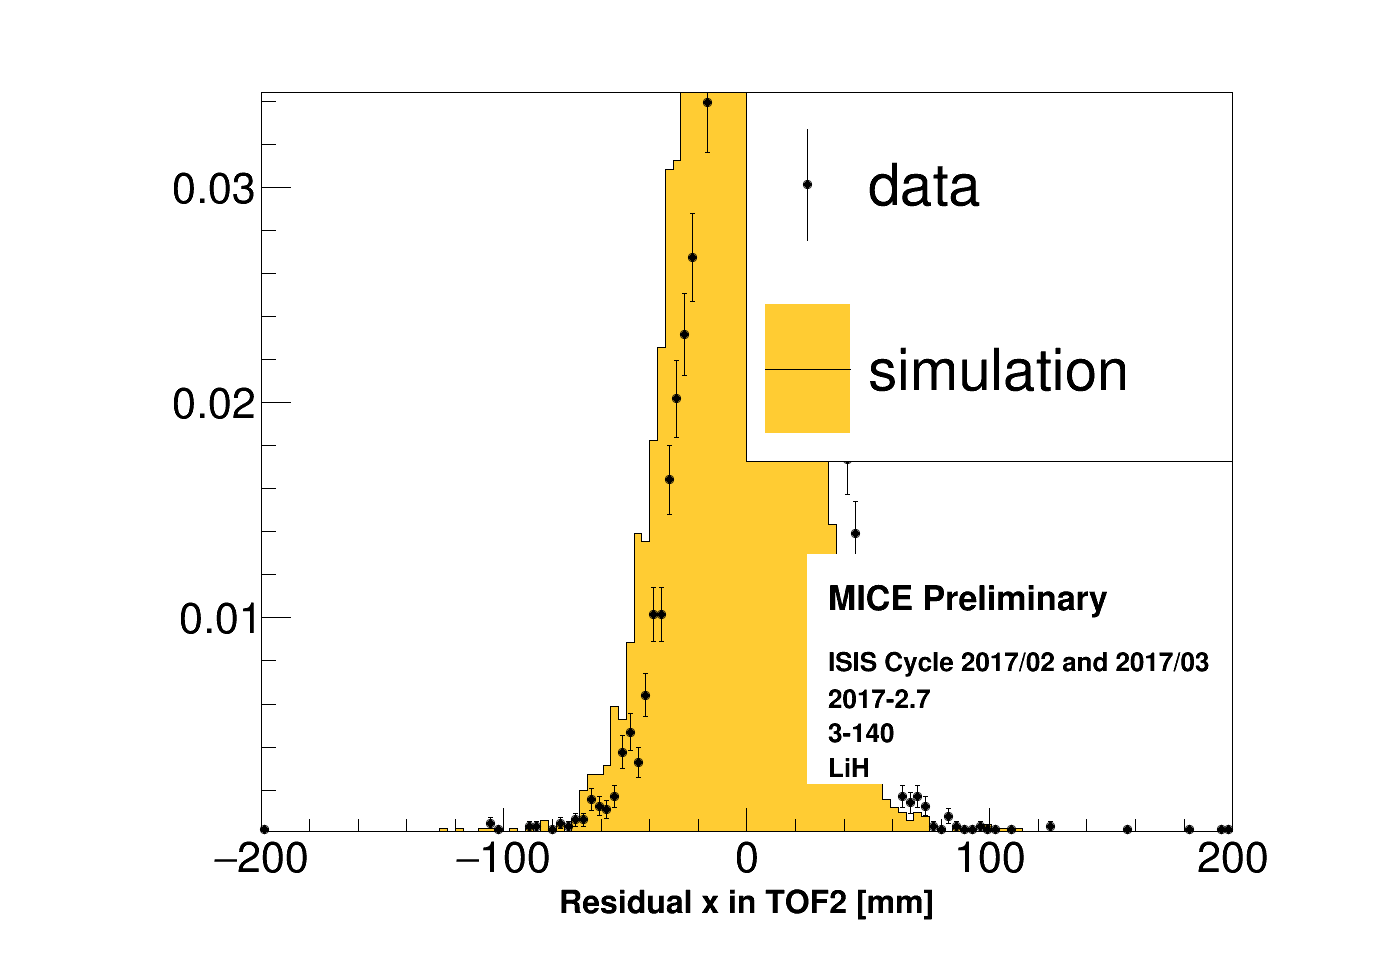 0.03
0.02
0.01
data
simulation
MICE Preliminary
ISIS Cycle 2017/02 and 2017/03
2017-2.7
3-140
LiH
−200 −100 0 100 200
Residual x in TOF2 [mm]